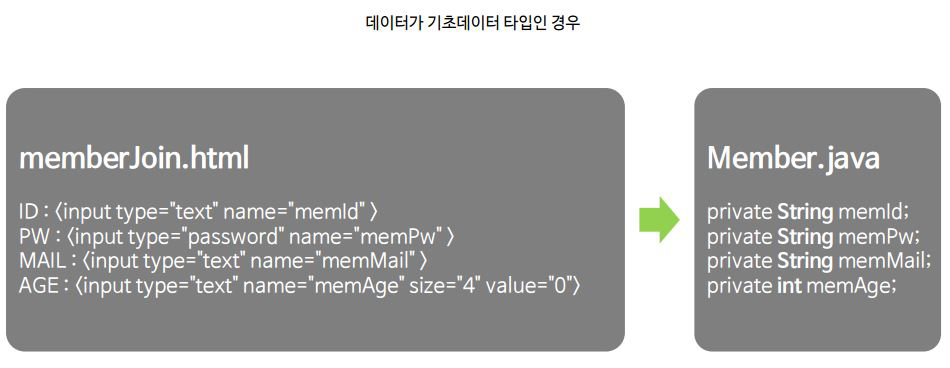 데이터가 기초데이터 타입인 경우
memberJoin.html
ID : <input type="text" name="memId" >
PW : <input type="password" name="memPw" >
MAIL : <input type="text" name="memMail" >
AGE : <input type="text" name="memAge" size="4" value="0">
Member.java
private String memId;
private String memPw;
private String memMail;
private int memAge;